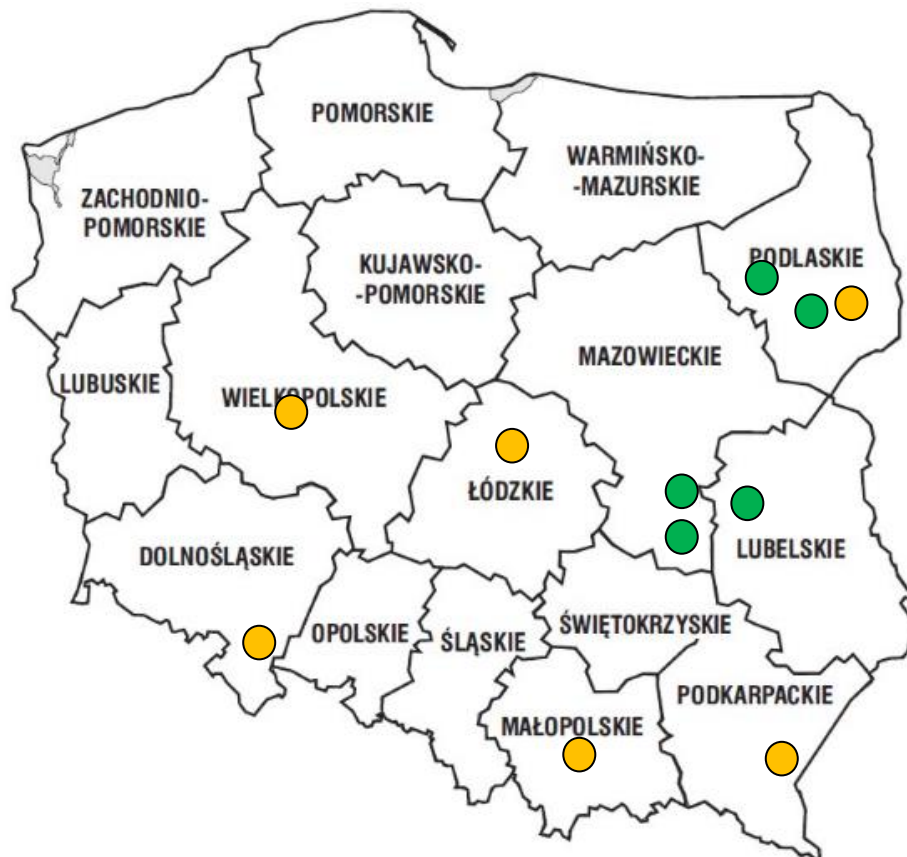 POMORSKIE
WARMIŃSKO-
-MAZURSKIE
ZACHODNIO-
POMORSKIE
KUJAWSKO-
-POMORSKIE
PODLASKIE
MAZOWIECKIE
LUBUSKIE
WIELKOPOLSKIE
ŁÓDZKIE
LUBELSKIE
DOLNOŚLĄSKIE
OPOLSKIE
ŚLĄSKIE
ŚWIĘTOKRZYSKIE
PODKARPACKIE
MAŁOPOLSKIE